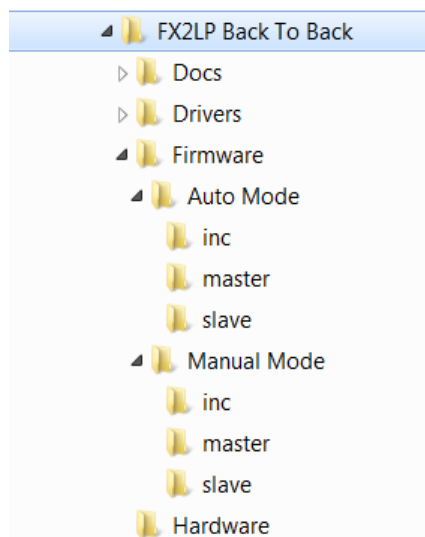 FX2LP Back To Back
Docs
Drivers
Firmware
Auto Mode
inc
master
slave
Manual Mode
inc
master
slave
Hardware